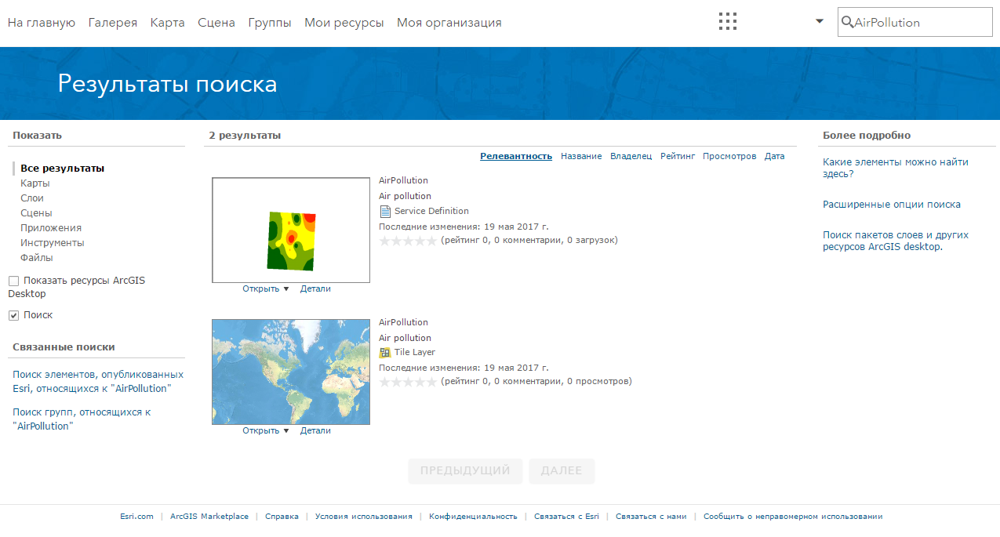 На главную Галерея Карта Сцена Группы Мои ресурсы Моя организация AirPollution
Результаты поиска
Показать
Все результаты
Карты
Слои
Сцены
Приложения
Инструменты
Файлы
Показать ресурсы ArcGIS
Desktop
Поиск
Связанные поиски
Поиск элементов, опубликованных
Esri, относящихся к "AirPollution"
Поиск групп, относящихся к
"AirPollution"
2 результаты
Релевантность Название Владелец Рейтинг Просмотров Дата
AirPollution
Air pollution
Service Definition
Последние изменения: 19 мая 2017 г.
(рейтинг 0, 0 комментарии, 0 загрузок)
Открыть Детали
AirPollution
Air pollution
Tile Layer
Последние изменения: 19 мая 2017 г.
(рейтинг 0, 0 комментарии, 0 просмотров)
Открыть Детали
ПРЕДЫДУЩИЙ ДАЛЕЕ
Более подробно
Какие элементы можно найти
здесь?
Расширенные опции поиска
Поиск пакетов слоев и других
ресурсов ArcGIS desktop.
Esri.com | ArcGIS Marketplace | Справка | Условия использования | Конфиденциальность | Связаться с Esri | Связаться с нами | Сообщить о неправомерном использовании